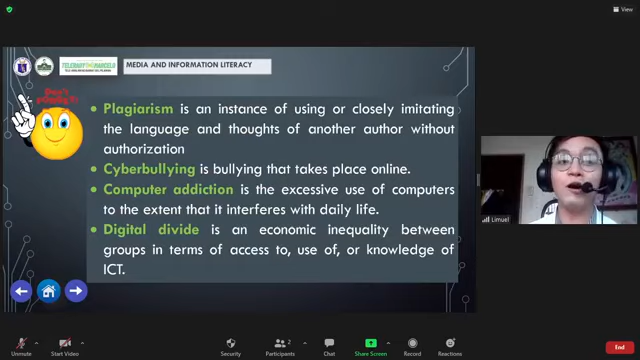 View
MEDIA AND INFORMATION LITERACY
Plagiarism is an instance of using or closely imitating
the language and thoughts of another author without
authorization
Cyberbullying is bullying that takes place online.
Computer addiction is the excessive use of computers
to the extent that it interferes with daily life.
Digital divide is an economic inequality between
groups in terms of access to, use of, or knowledge of
ICT.
Limuel
Unmute
Start Video
Security
2
Participants
Chat
Share Screen
Record
Reactions
End